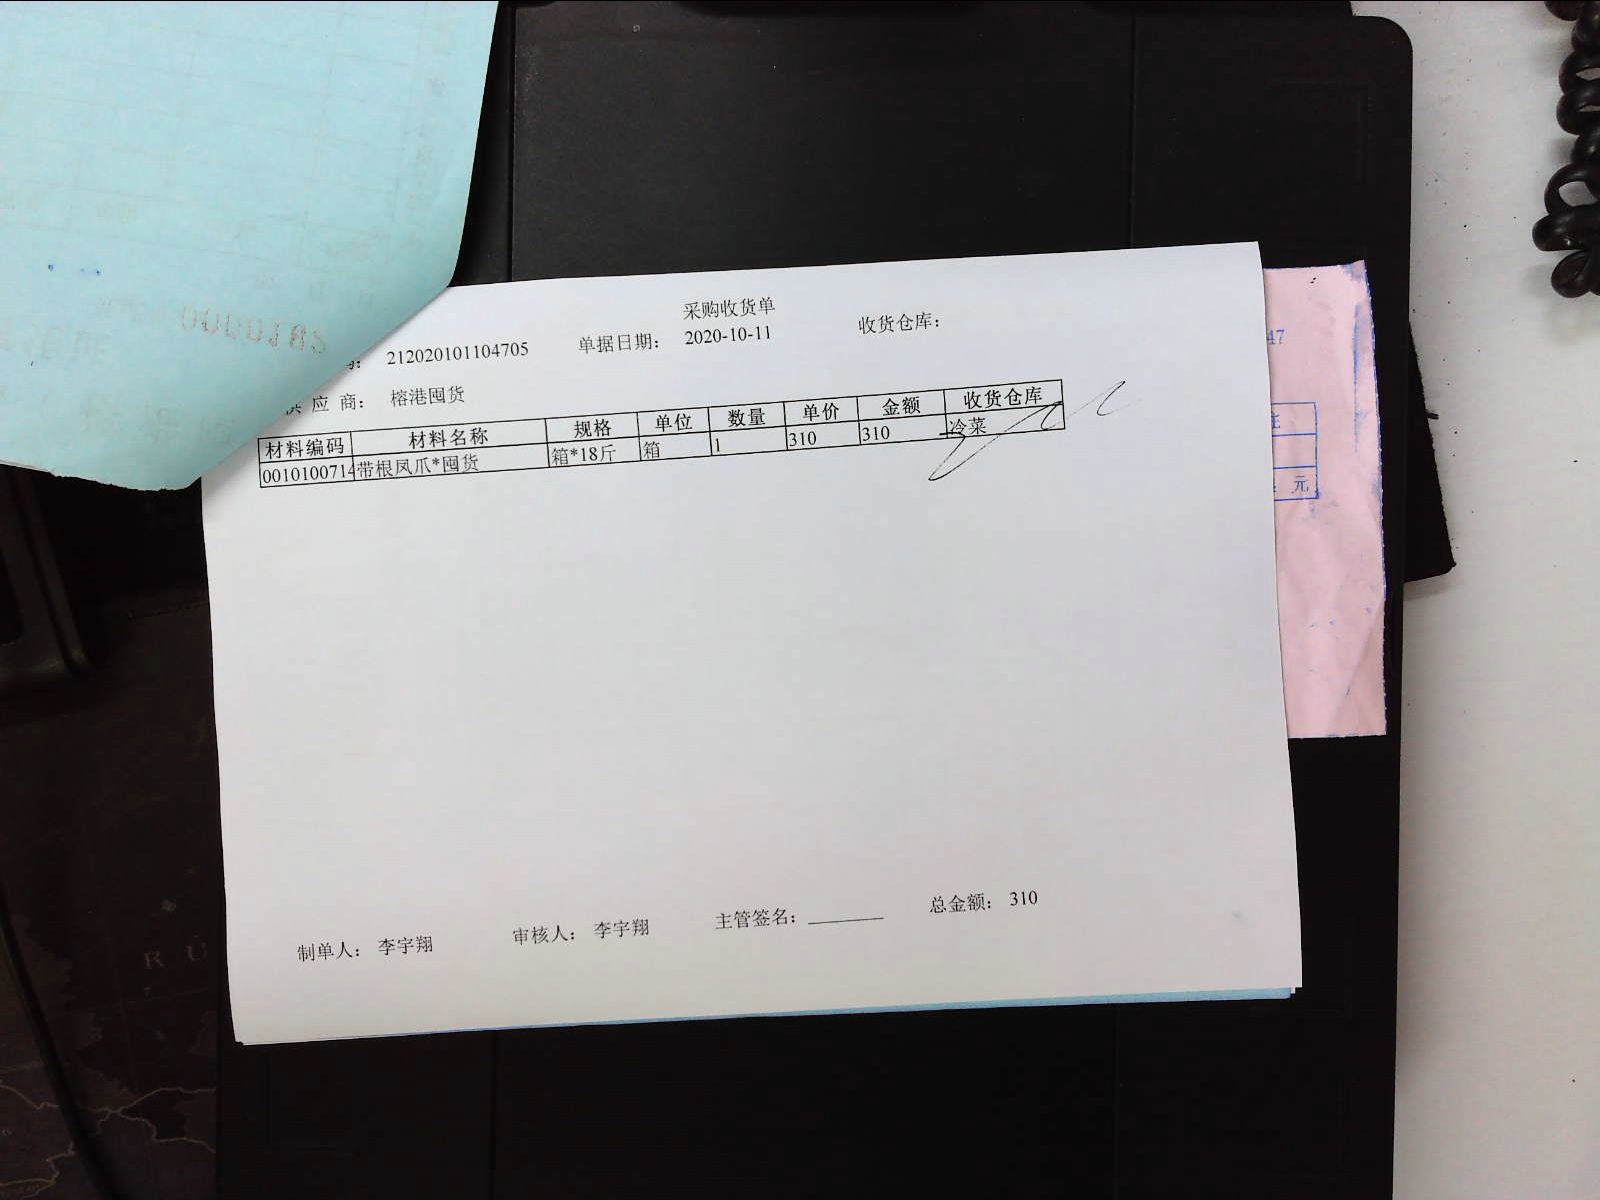 采购收货单
212020101104705 单据日期: 2020-10-11 收货仓库:
供 应 商: 榕港囤货
材料编码 材料名称 规格 单位 数量 单价 金额 收货仓库
0010100714 带根凤爪*囤货 箱*18斤 箱 1 310 310 冷菜
制单人: 李宇翔 审核人: 李宇翔 主管签名: 总金额: 310
0000182
47
元
RU